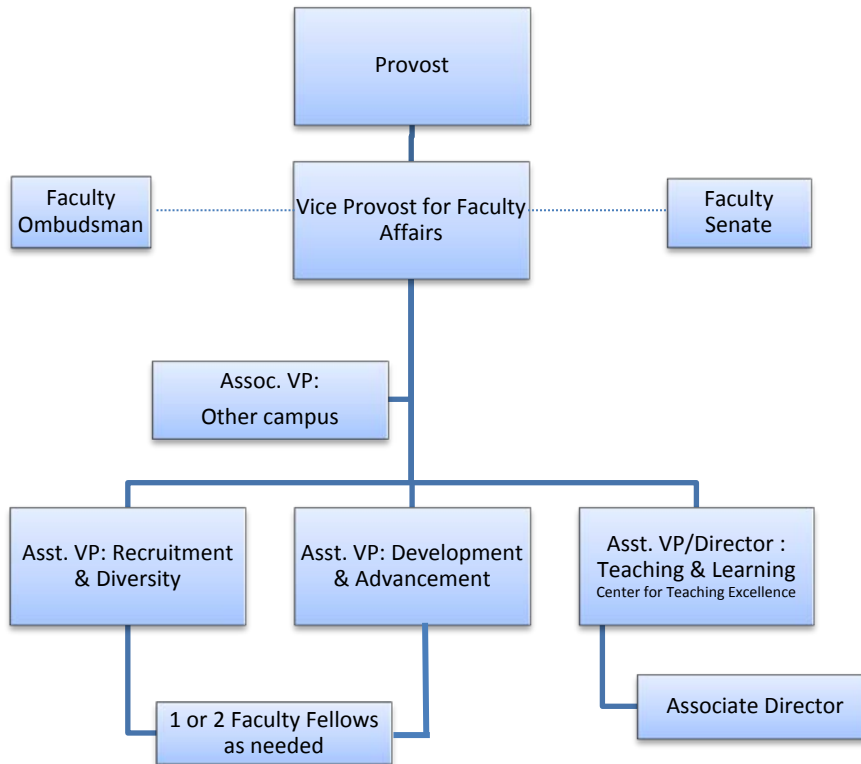 Provost
Faculty
Ombudsman
Vice Provost for Faculty
Affairs
Faculty
Senate
Assoc. VP:
Other campus
Asst. VP: Recruitment
& Diversity
Asst. VP: Development
& Advancement
Asst. VP/Director :
Teaching & Learning
Center for Teaching Excellence
1 or 2 Faculty Fellows
as needed
Associate Director